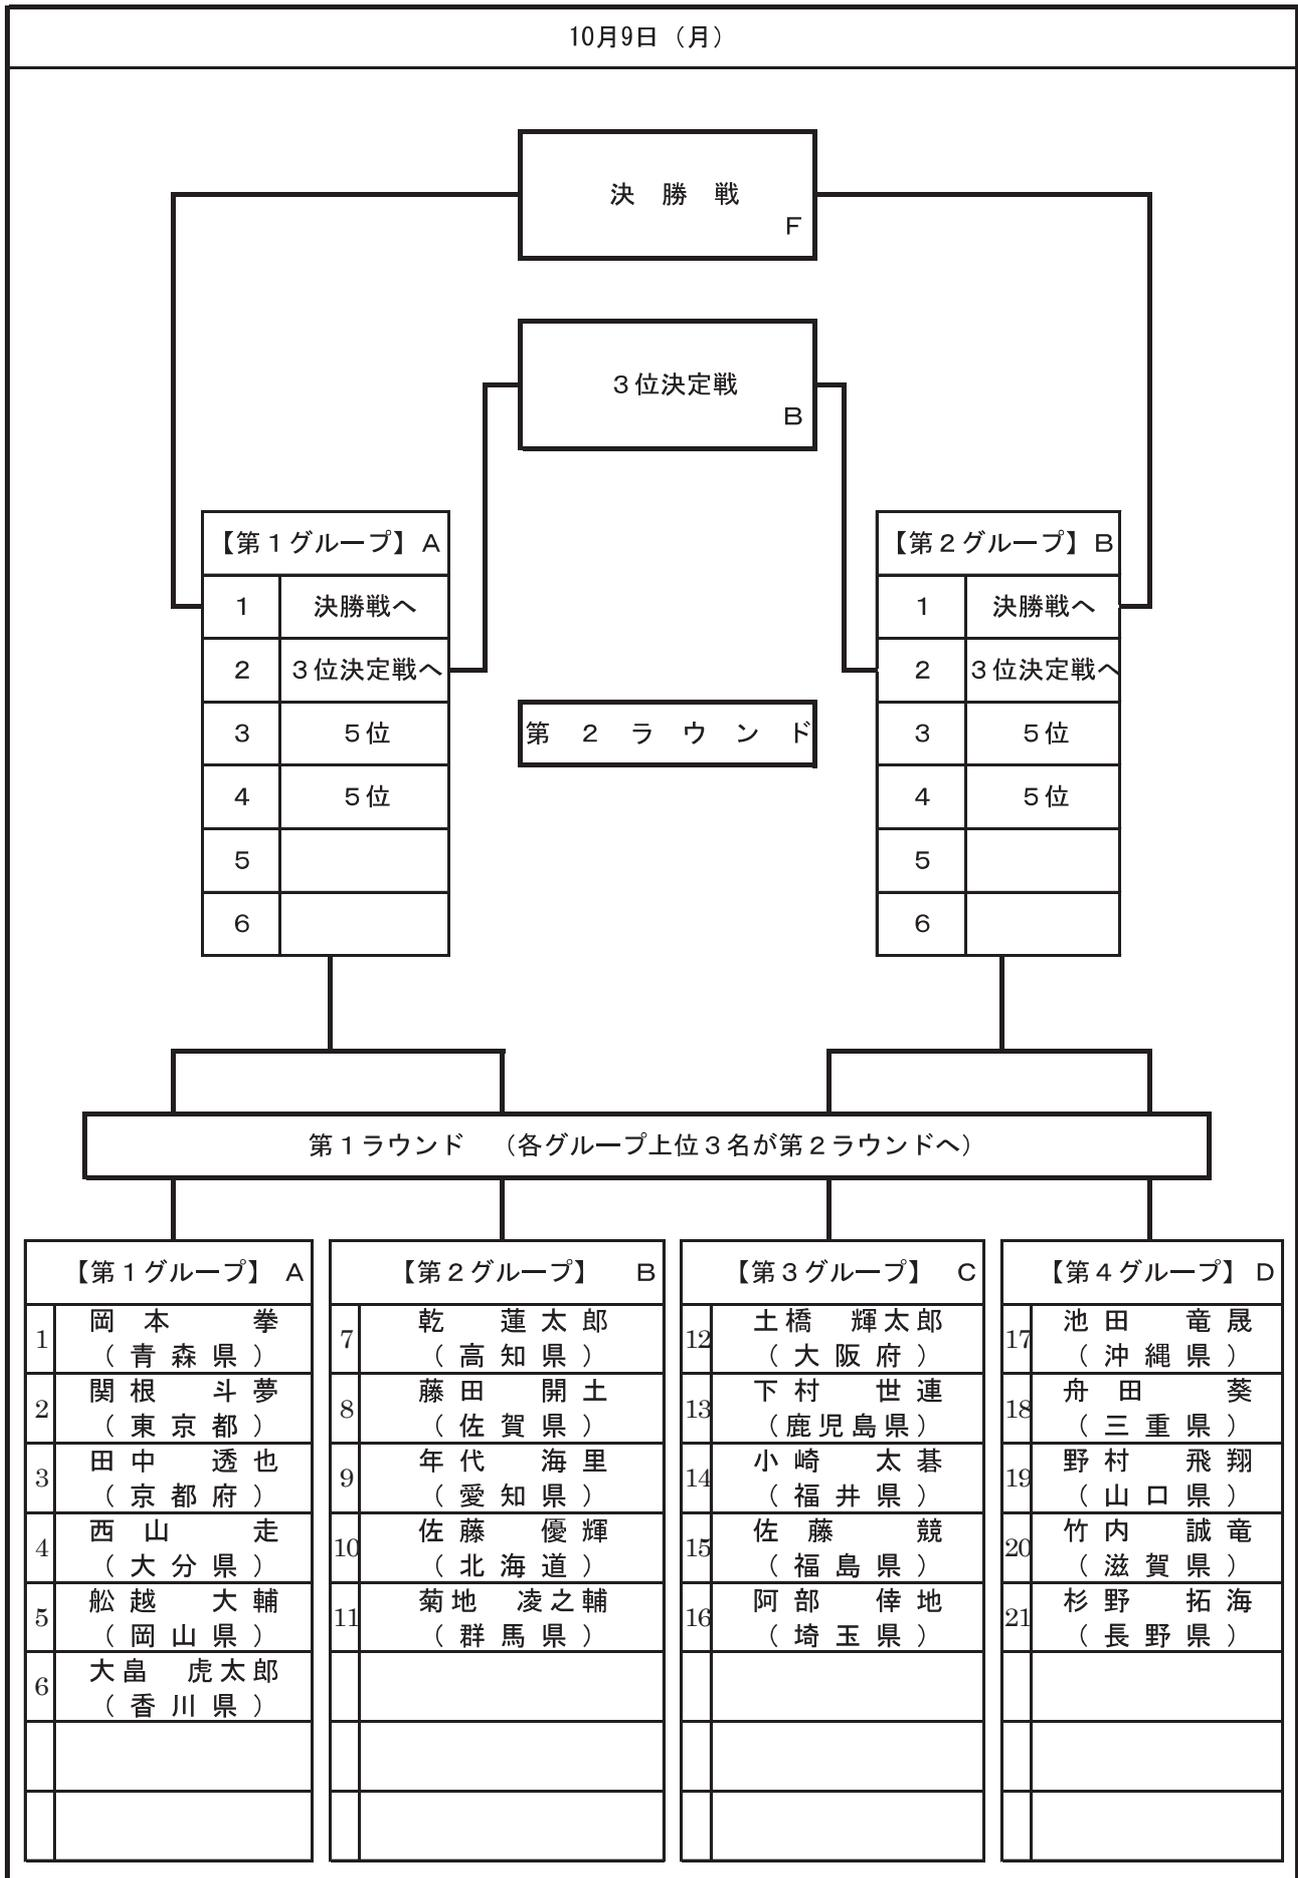 10月9日（月）
決　勝　戦
F
３位決定戦
B
【第１グループ】A
1 決勝戦へ
2 ３位決定戦へ
3 ５位
4 ５位
5
6
【第２グループ】B
1 決勝戦へ
2 ３位決定戦へ
3 ５位
4 ５位
5
6
第　２　ラ　ウ　ン　ド
第１ラウンド　（各グループ上位３名が第２ラウンドへ）
【第１グループ】 A
1 岡本　拳
（青森県）
2 関根　斗夢
（東京都）
3 田中　透也
（京都府）
4 西山　走
（大分県）
5 舩越　大輔
（岡山県）
6 大畠　虎太郎
（香川県）
【第２グループ】 B
7 乾　蓮太郎
（高知県）
8 藤田　開土
（佐賀県）
9 年代　海里
（愛知県）
10 佐藤　優輝
（北海道）
11 菊地　凌之輔
（群馬県）
【第３グループ】 C
12 土橋　輝太郎
（大阪府）
13 下村　世連
（鹿児島県）
14 小崎　太碁
（福井県）
15 佐藤　競
（福島県）
16 阿部　倖地
（埼玉県）
【第４グループ】 D
17 池田　竜晟
（沖縄県）
18 舟田　葵
（三重県）
19 野村　飛翔
（山口県）
20 竹内　誠竜
（滋賀県）
21 杉野　拓海
（長野県）